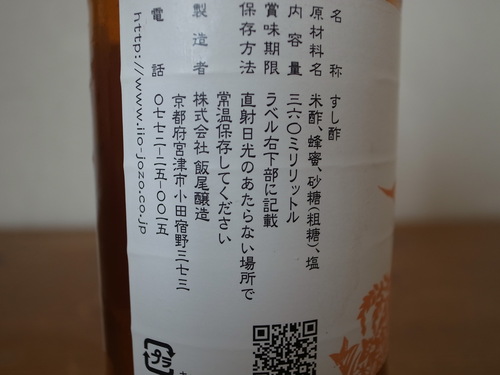 名　称　すし酢
原材料名　米酢、蜂蜜、砂糖(粗糖)、塩
内容量　三六〇ミリリットル
賞味期限　ラベル右下部に記載
保存方法　直射日光のあたらない場所で
常温保存してください
製造者　株式会社 飯尾醸造
京都府宮津市小田宿野三七三
電　話　〇七七二-二五-〇〇一五
http://www.iio-jozo.co.jp
プラ